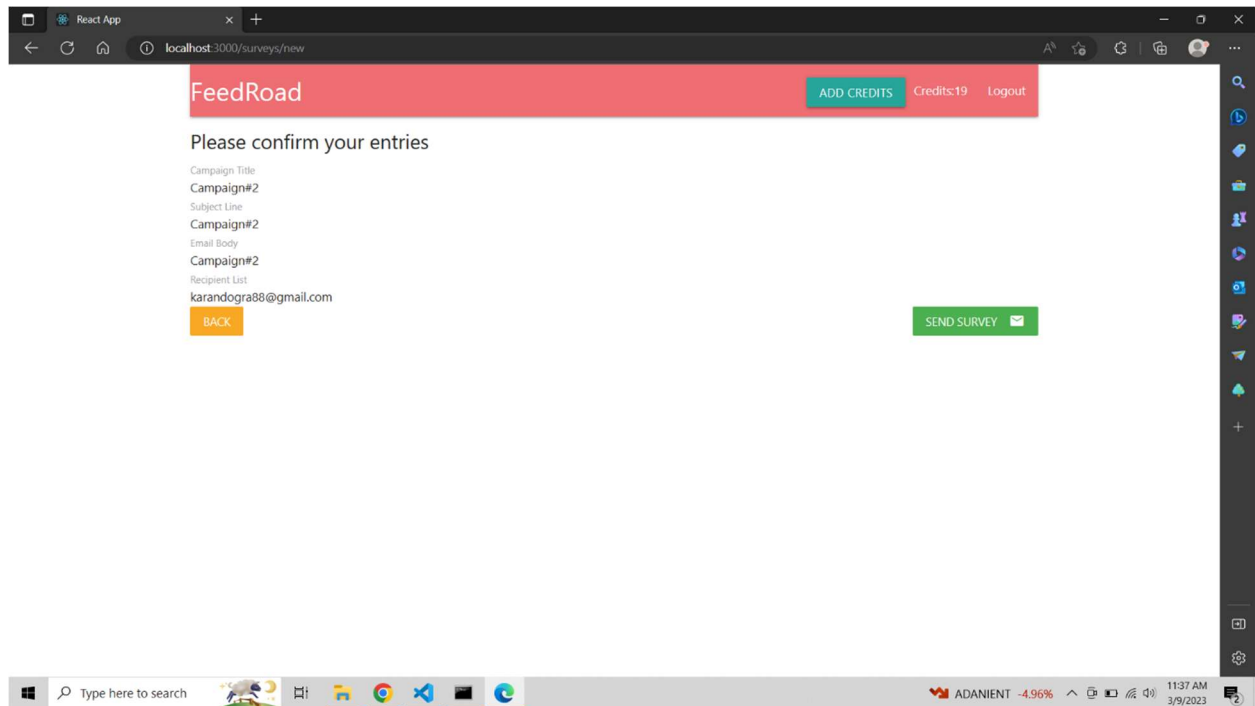 React App
localhost:3000/surveys/new
FeedRoad
ADD CREDITS Credits:19 Logout
Please confirm your entries
Campaign Title
Campaign#2
Subject Line
Campaign#2
Email Body
Campaign#2
Recipient List
karandogra88@gmail.com
BACK SEND SURVEY
Type here to search
ADANIENT -4.96%
11:37 AM
3/9/2023
2